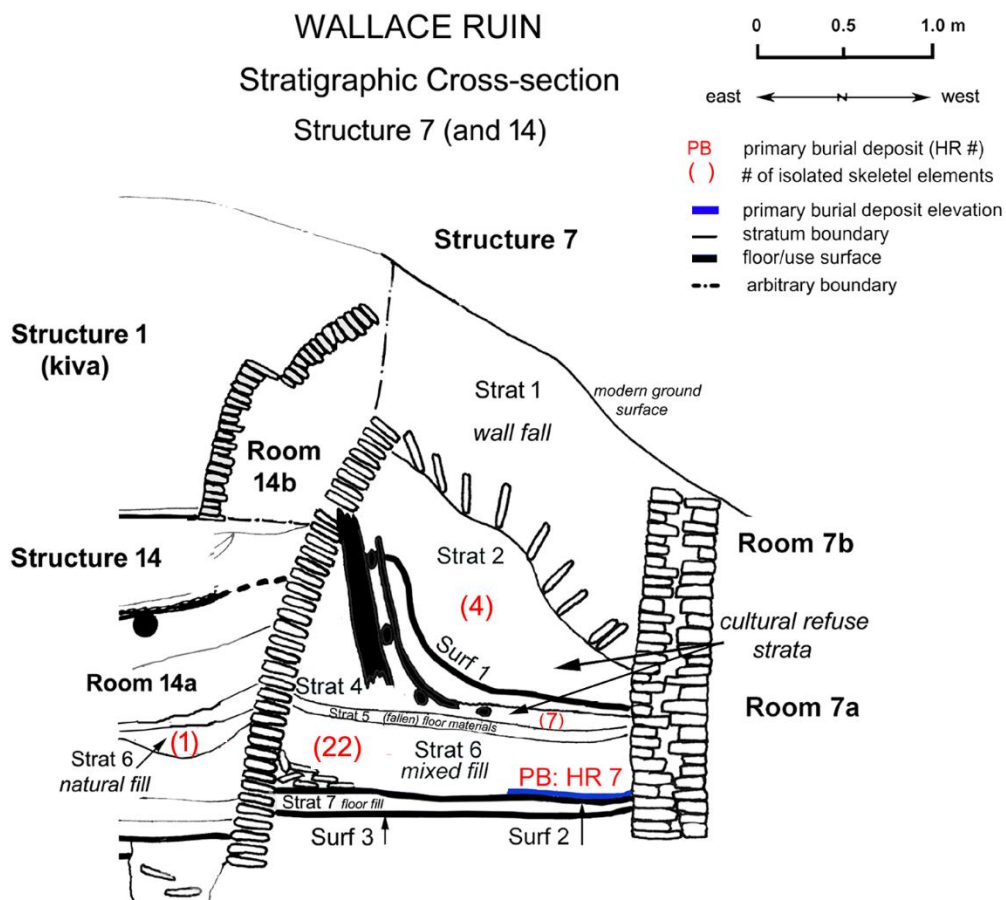 WALLACE RUIN
Stratigraphic Cross-section
Structure 7 (and 14)
0 0.5 1.0 m
east N west
PB primary burial deposit (HR #)
( ) # of isolated skeletel elements
primary burial deposit elevation
stratum boundary
floor/use surface
arbitrary boundary
Structure 7
Structure 1
(kiva)
Strat 1
wall fall
modern ground
surface
Room
14b
Structure 14
Strat 2
(4)
Room 7b
cultural refuse
strata
Surf 1
Room 14a
Strat 4
Room 7a
Strat 5 (fallen) floor materials
(7)
(1)
Strat 6
natural fill
(22)
Strat 6
mixed fill
PB: HR 7
Strat 7 floor fill
Surf 3
Surf 2